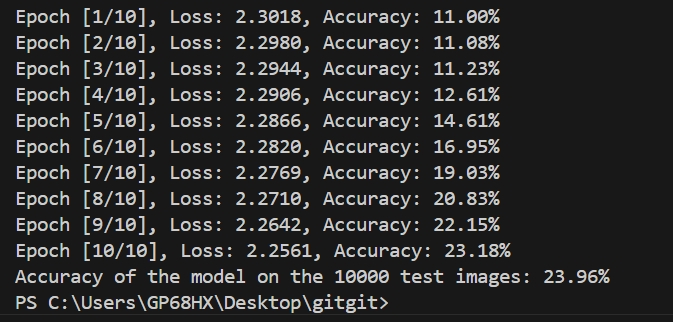 Epoch [1/10], Loss: 2.3018, Accuracy: 11.00%
Epoch [2/10], Loss: 2.2980, Accuracy: 11.08%
Epoch [3/10], Loss: 2.2944, Accuracy: 11.23%
Epoch [4/10], Loss: 2.2906, Accuracy: 12.61%
Epoch [5/10], Loss: 2.2866, Accuracy: 14.61%
Epoch [6/10], Loss: 2.2820, Accuracy: 16.95%
Epoch [7/10], Loss: 2.2769, Accuracy: 19.03%
Epoch [8/10], Loss: 2.2710, Accuracy: 20.83%
Epoch [9/10], Loss: 2.2642, Accuracy: 22.15%
Epoch [10/10], Loss: 2.2561, Accuracy: 23.18%
Accuracy of the model on the 10000 test images: 23.96%
PS C:\Users\GP68HX\Desktop\gitgit>